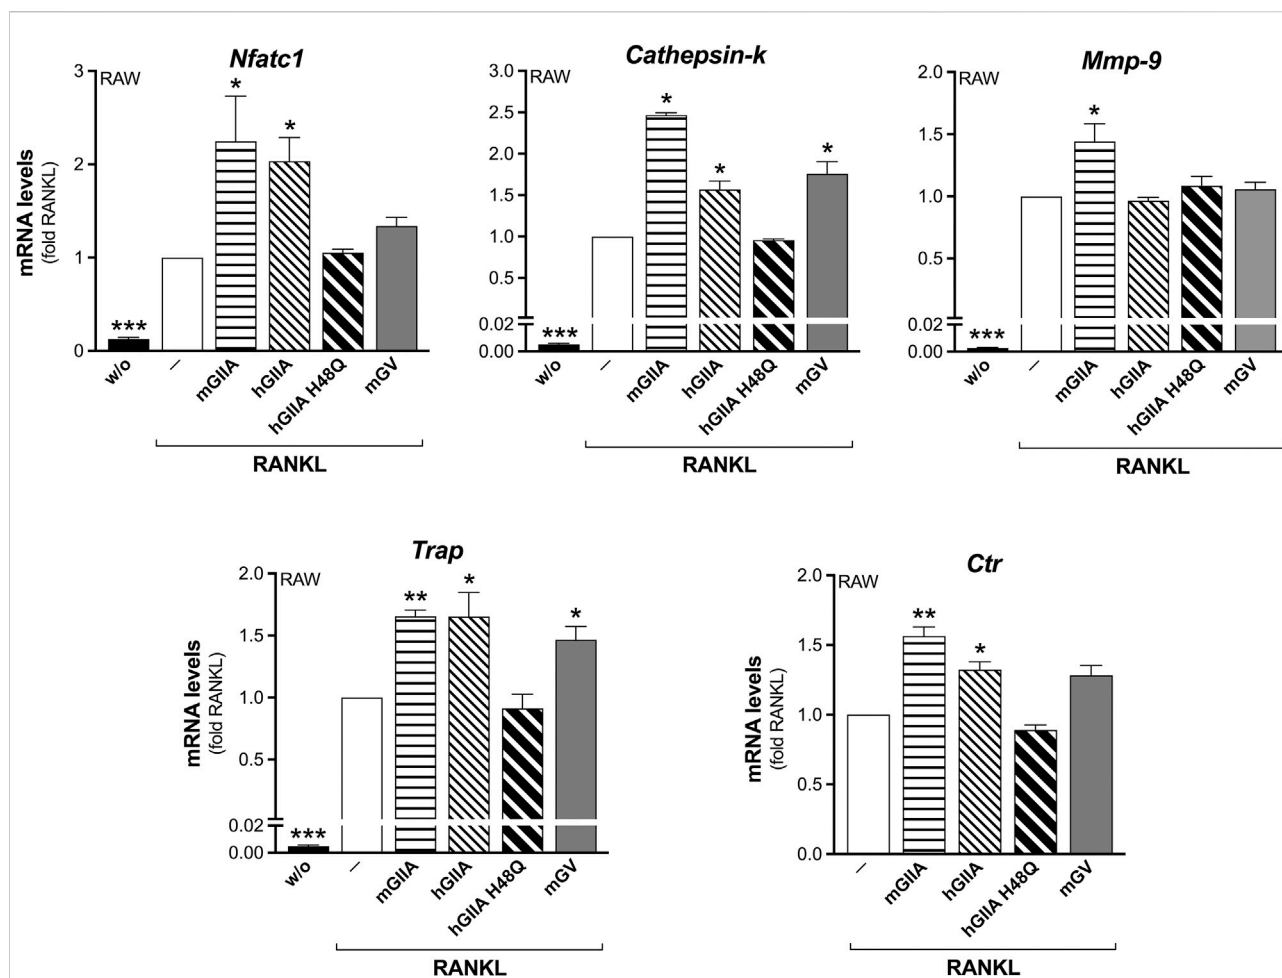 Nfatc1
RAW
mRNA levels
(fold RANKL)
3
2
1
0
*
*
***
w/o
–
mGIIA
hGIIA
hGIIA H48Q
mGV
RANKL
Cathepsin-k
RAW
3.0
2.5
2.0
1.5
1.0
0.5
0.02
0.00
*
*
*
***
w/o
–
mGIIA
hGIIA
hGIIA H48Q
mGV
RANKL
Mmp-9
RAW
2.0
1.5
1.0
0.5
0.02
0.00
*
***
w/o
–
mGIIA
hGIIA
hGIIA H48Q
mGV
RANKL
Trap
RAW
mRNA levels
(fold RANKL)
2.0
1.5
1.0
0.5
0.02
0.00
**
*
*
***
w/o
–
mGIIA
hGIIA
hGIIA H48Q
mGV
RANKL
Ctr
RAW
mRNA levels
(fold RANKL)
2.0
1.5
1.0
0.5
0.0
**
*
–
mGIIA
hGIIA
hGIIA H48Q
mGV
RANKL